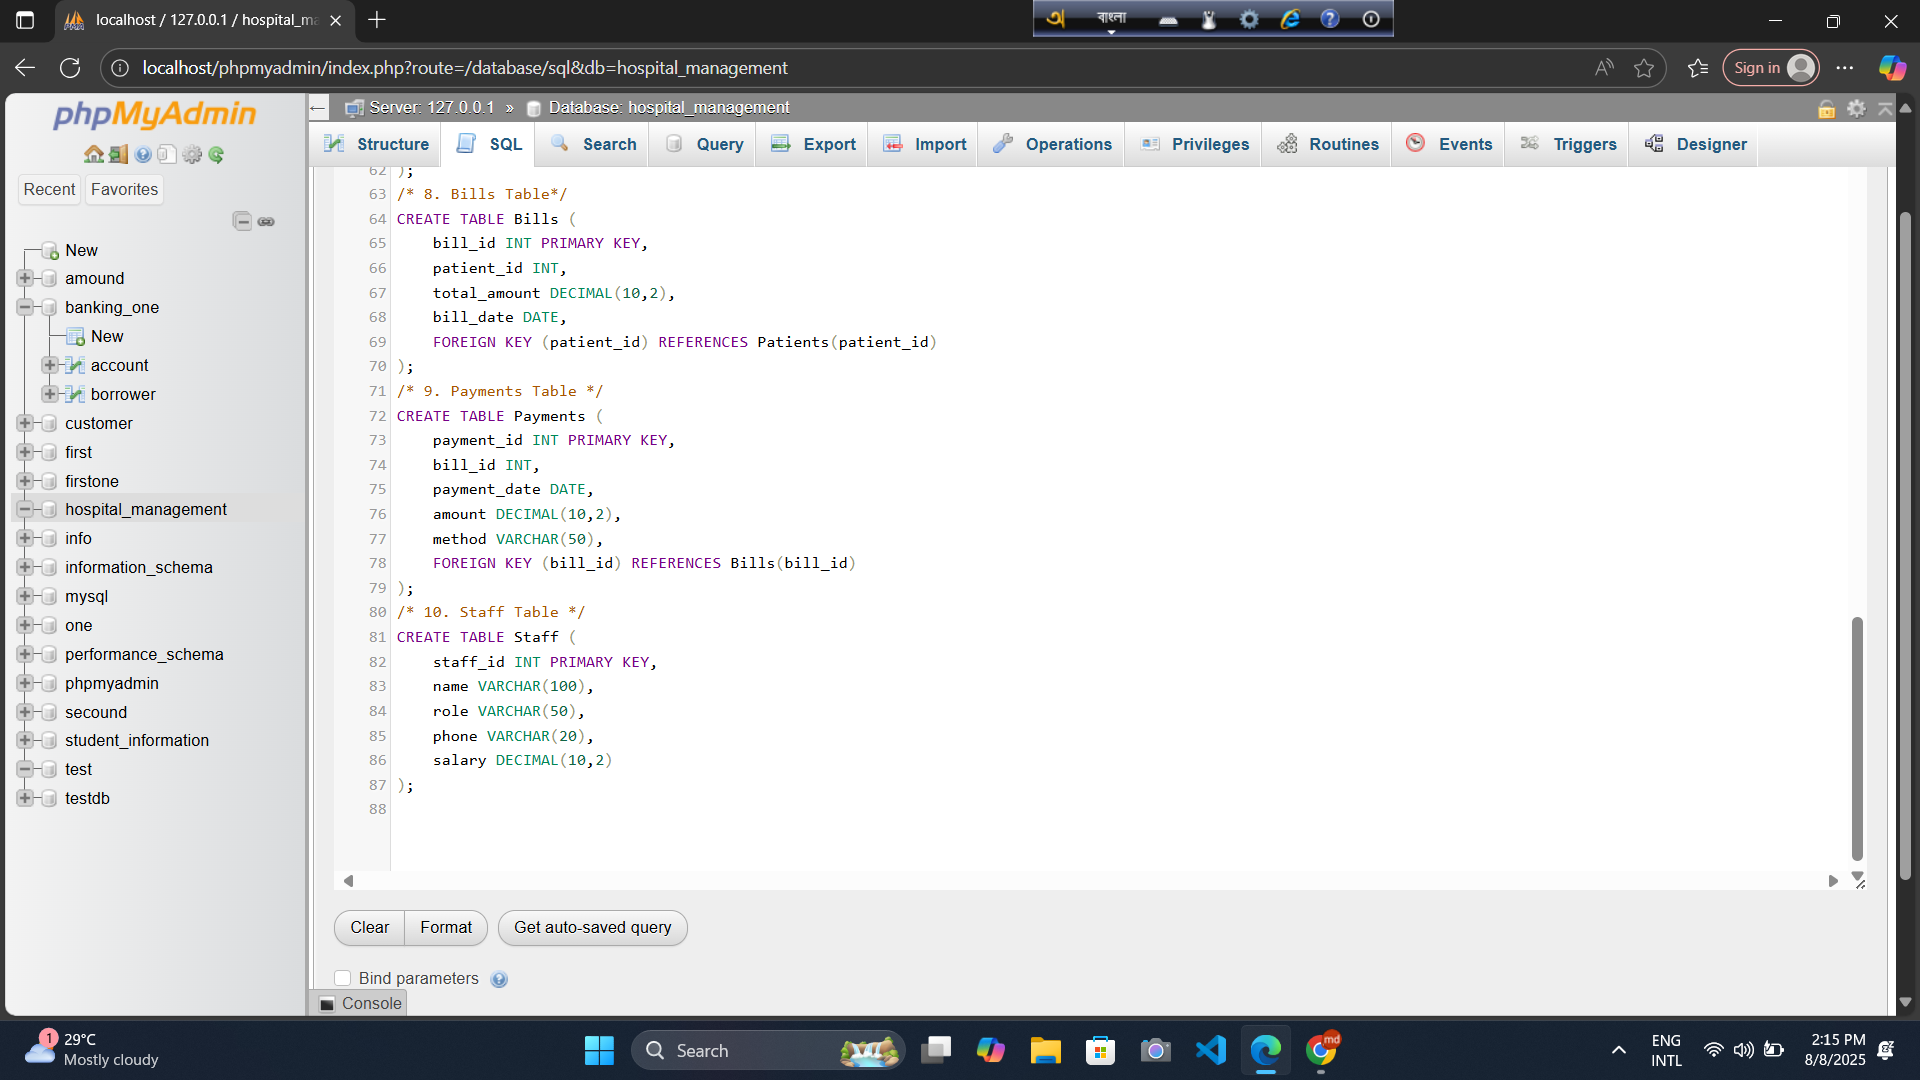 localhost / 127.0.0.1 / hospital_ma
বাংলা
localhost/phpmyadmin/index.php?route=/database/sql&db=hospital_management
Sign in
phpMyAdmin
Recent
Favorites
New
amound
banking_one
New
account
borrower
customer
first
firstone
hospital_management
info
information_schema
mysql
one
performance_schema
phpmyadmin
secound
student_information
test
testdb
Server: 127.0.0.1 » Database: hospital_management
Structure
SQL
Search
Query
Export
Import
Operations
Privileges
Routines
Events
Triggers
Designer
62 );
63 /* 8. Bills Table*/
64 CREATE TABLE Bills (
65 bill_id INT PRIMARY KEY,
66 patient_id INT,
67 total_amount DECIMAL(10,2),
68 bill_date DATE,
69 FOREIGN KEY (patient_id) REFERENCES Patients(patient_id)
70 );
71 /* 9. Payments Table */
72 CREATE TABLE Payments (
73 payment_id INT PRIMARY KEY,
74 bill_id INT,
75 payment_date DATE,
76 amount DECIMAL(10,2),
77 method VARCHAR(50),
78 FOREIGN KEY (bill_id) REFERENCES Bills(bill_id)
79 );
80 /* 10. Staff Table */
81 CREATE TABLE Staff (
82 staff_id INT PRIMARY KEY,
83 name VARCHAR(100),
84 role VARCHAR(50),
85 phone VARCHAR(20),
86 salary DECIMAL(10,2)
87 );
88
Clear
Format
Get auto-saved query
Bind parameters
Console
1
29°C
Mostly cloudy
Search
md
ENG
INTL
2:15 PM
8/8/2025